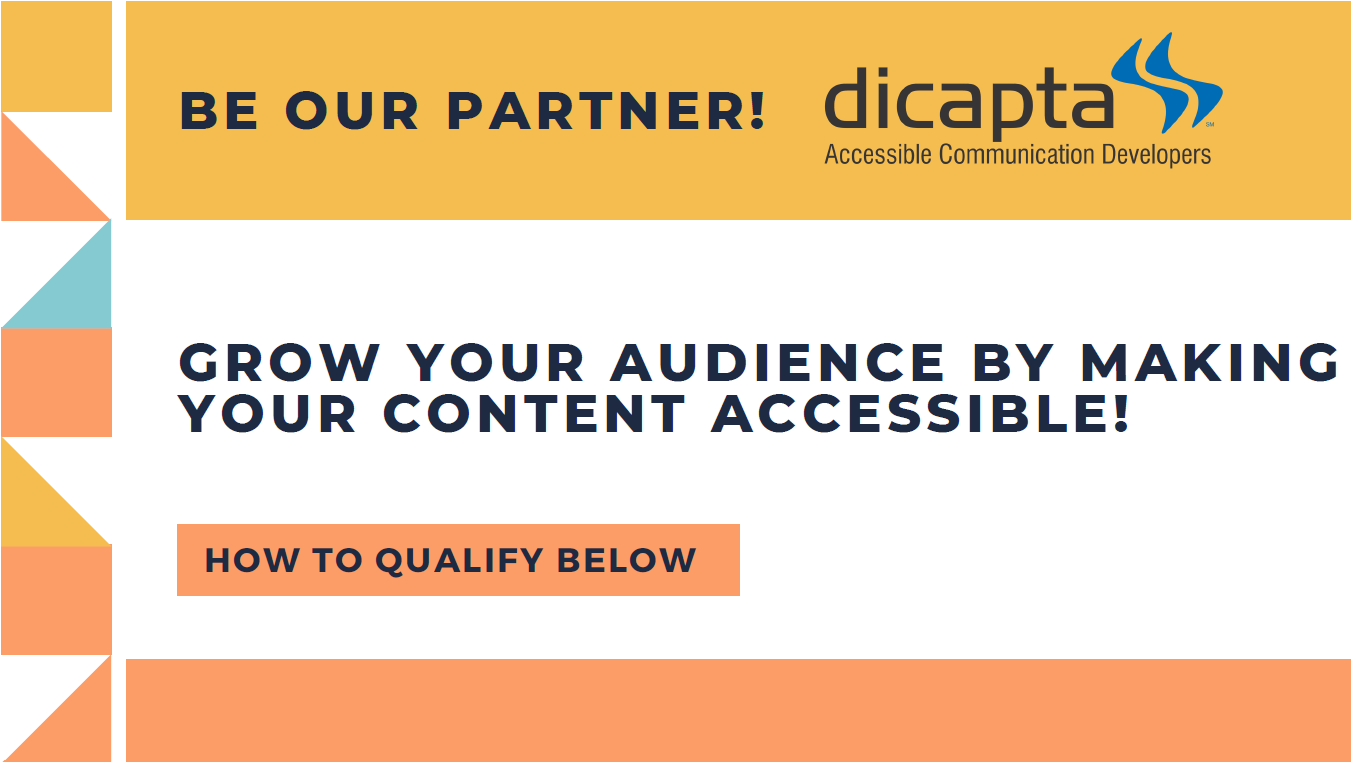 BE OUR PARTNER!
dicapta
SM
Accessible Communication Developers
GROW YOUR AUDIENCE BY MAKING
YOUR CONTENT ACCESSIBLE!
HOW TO QUALIFY BELOW